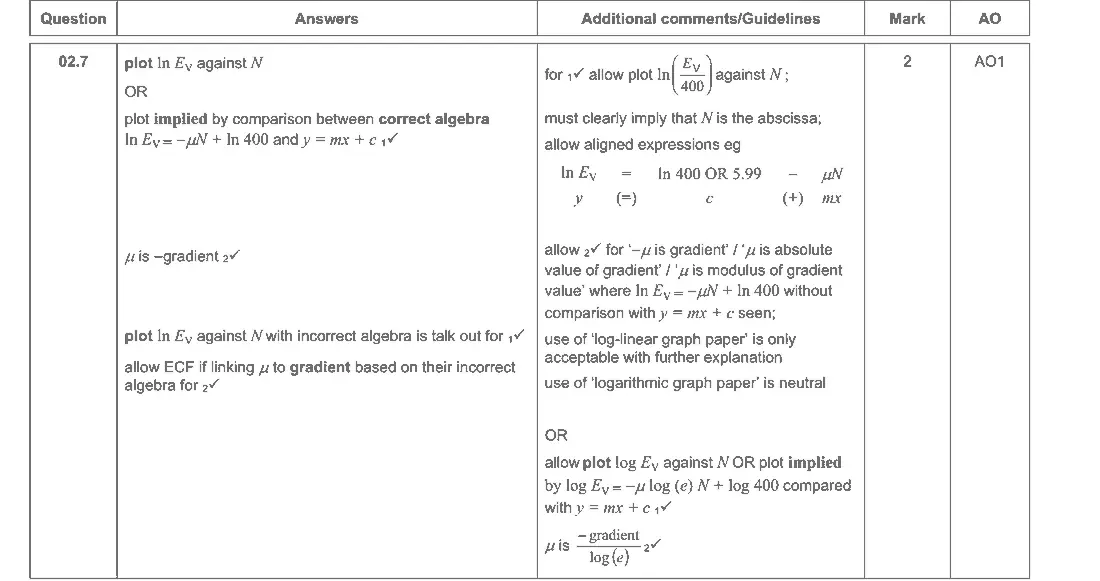 Question Answers Additional comments/Guidelines Mark AO
02.7
plot ln E_V against N
OR
plot implied by comparison between correct algebra
ln E_V = −μN + ln 400 and y = mx + c ₁✓
μ is −gradient ₂✓
plot ln E_V against N with incorrect algebra is talk out for ₁✓
allow ECF if linking μ to gradient based on their incorrect
algebra for ₂✓
for ₁✓ allow plot ln(E_V/400) against N;
must clearly imply that N is the abscissa;
allow aligned expressions eg
ln E_V = ln 400 OR 5.99 − μN
y (=) c (+) mx
allow ₂✓ for ‘−μ is gradient’ / ‘μ is absolute
value of gradient’ / ‘μ is modulus of gradient
value’ where ln E_V = −μN + ln 400 without
comparison with y = mx + c seen;
use of ‘log-linear graph paper’ is only
acceptable with further explanation
use of ‘logarithmic graph paper’ is neutral
OR
allow plot log E_V against N OR plot implied
by log E_V = −μ log (e) N + log 400 compared
with y = mx + c ₁✓
μ is −gradient/log(e) ₂✓
2
AO1